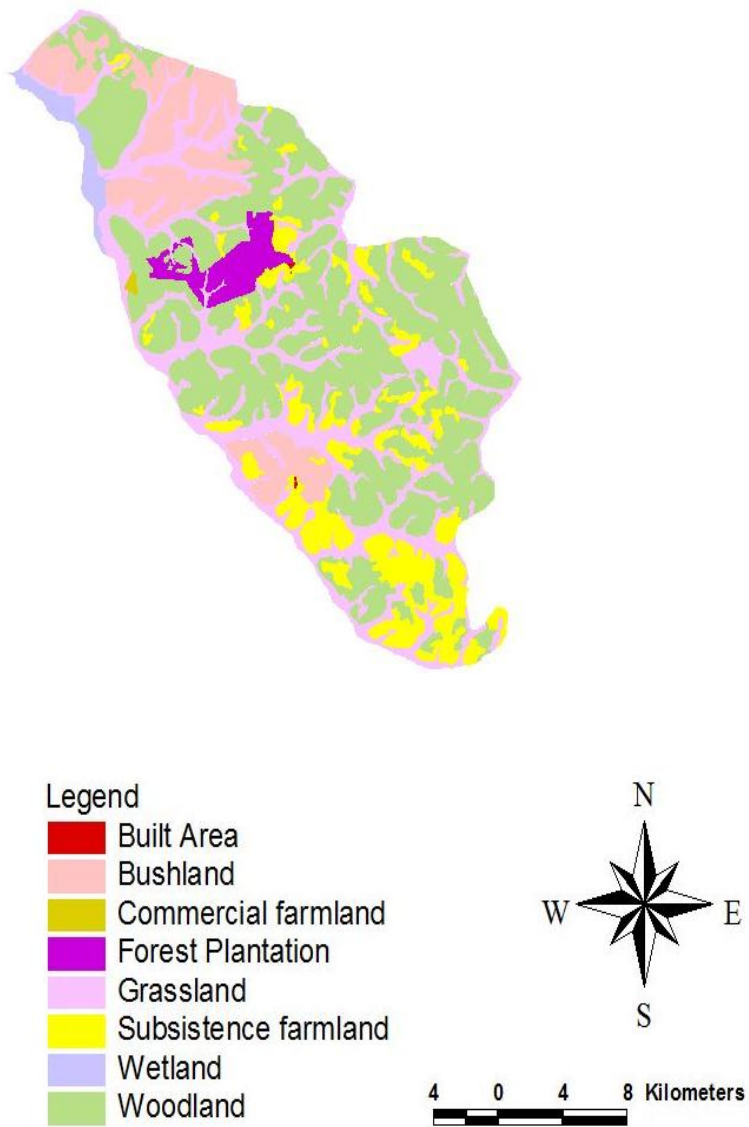 Legend
Built Area
Bushland
Commercial farmland
Forest Plantation
Grassland
Subsistence farmland
Wetland
Woodland
N
W E
S
4 0 4 8 Kilometers